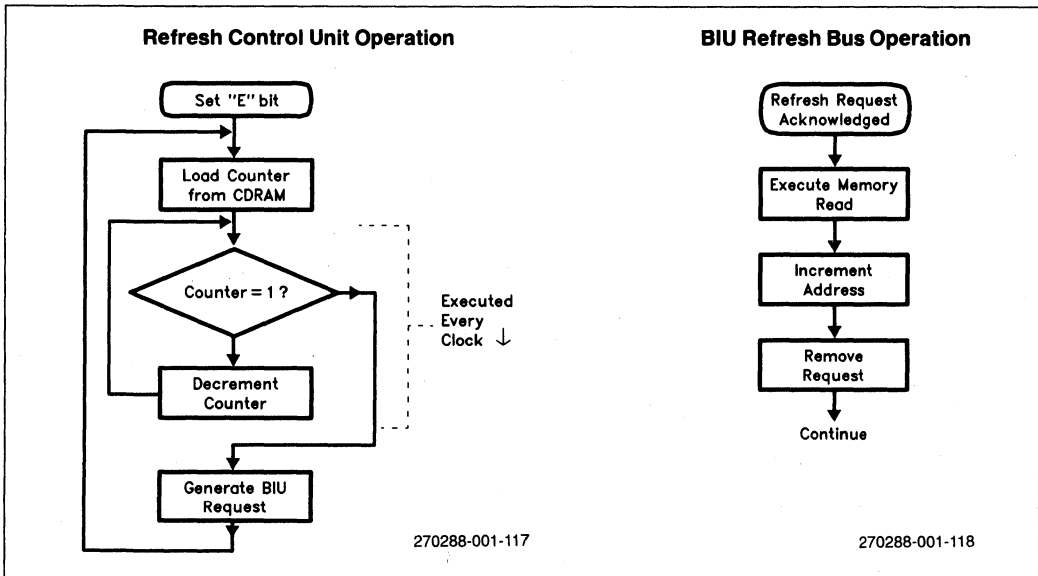 Refresh Control Unit Operation
Set "E" bit
Load Counter
from CDRAM
Counter = 1 ?
Decrement
Counter
Executed
Every
Clock ↓
Generate BIU
Request
270288-001-117
BIU Refresh Bus Operation
Refresh Request
Acknowledged
Execute Memory
Read
Increment
Address
Remove
Request
Continue
270288-001-118